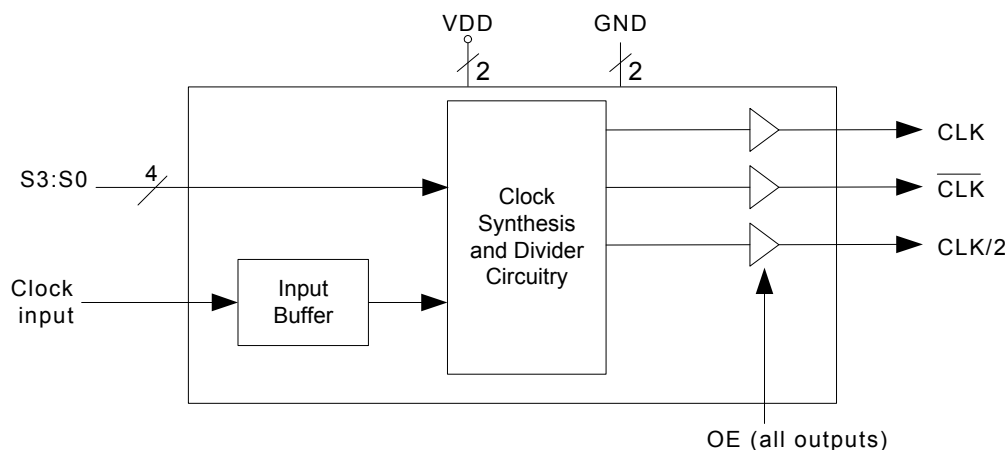 VDD
GND
2
2
S3:S0
4
Clock
Synthesis
and Divider
Circuitry
CLK
CLK
CLK/2
Clock
input
Input
Buffer
OE (all outputs)